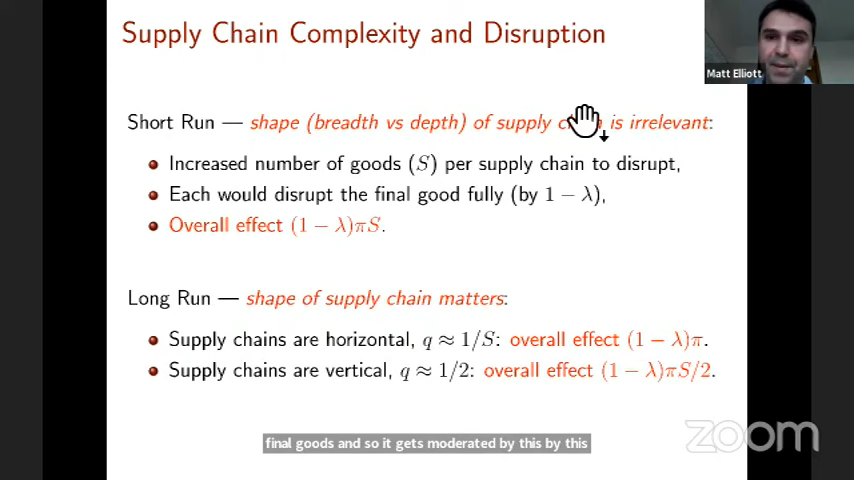 Supply Chain Complexity and Disruption
Matt Elliott
Short Run — shape (breadth vs depth) of supply is irrelevant:
Increased number of goods (S) per supply chain to disrupt,
Each would disrupt the final good fully (by 1 − λ),
Overall effect (1 − λ)πS.
Long Run — shape of supply chain matters:
Supply chains are horizontal, q ≈ 1/S: overall effect (1 − λ)π.
Supply chains are vertical, q ≈ 1/2: overall effect (1 − λ)πS/2.
final goods and so it gets moderated by this by this
zoom